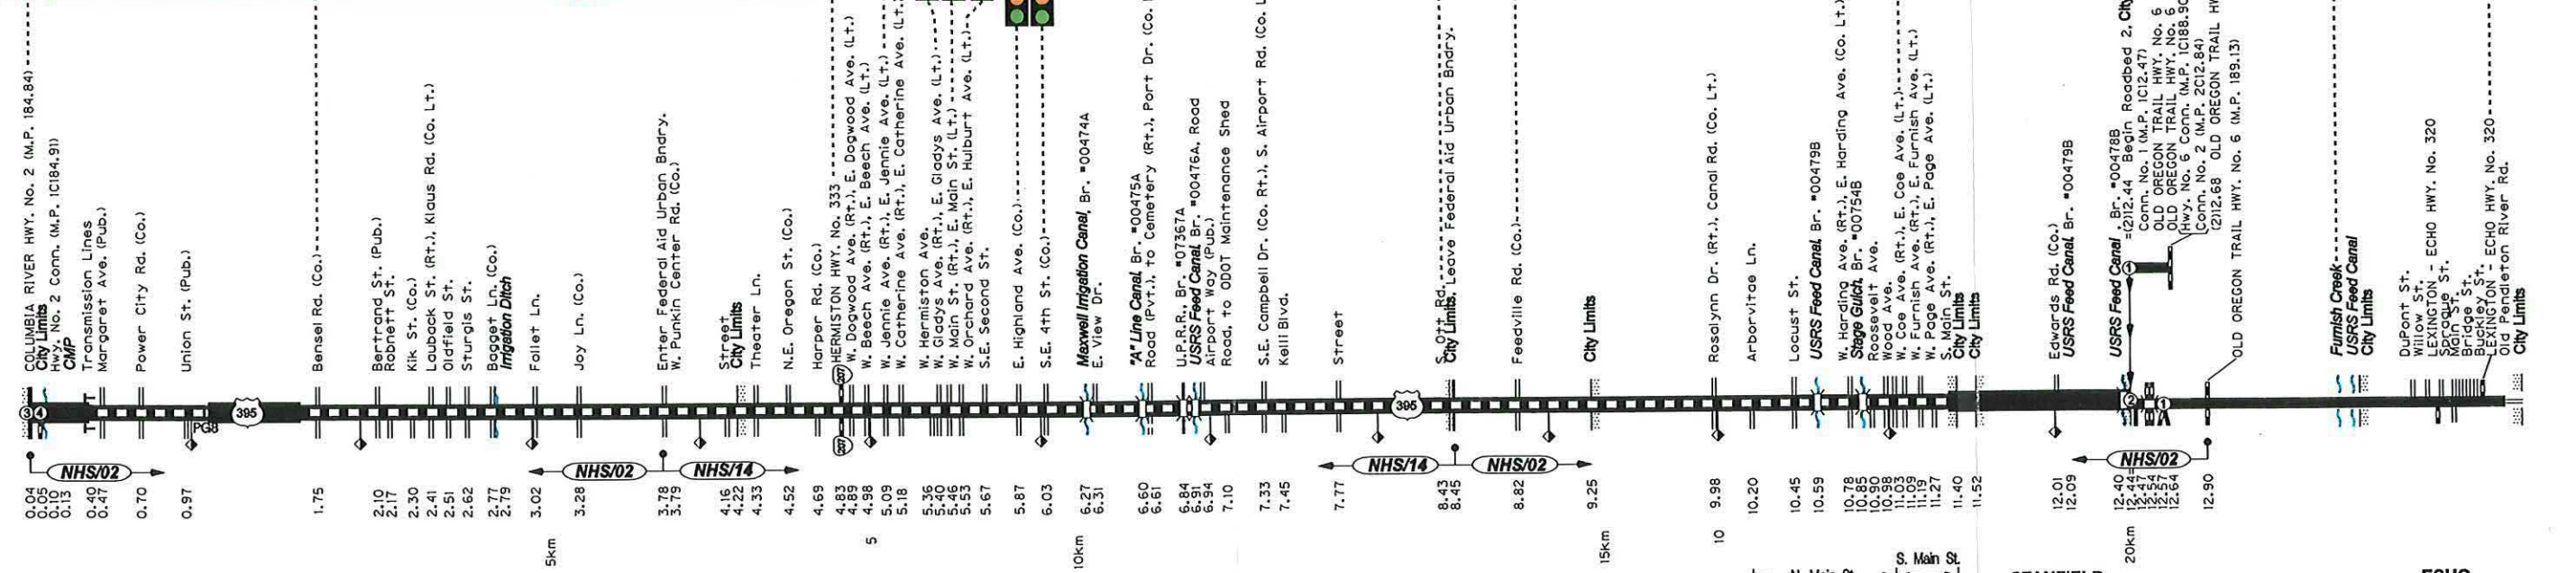 COLUMBIA RIVER HWY. No. 2 (M.P. 184.84)
City Limits
Hwy. No. 2 Conn. (M.P. 1C184.91)
CMP
Transmission Lines
Margaret Ave. (Pub.)
Power City Rd. (Co.)
Union St. (Pub.)
Bensel Rd. (Co.)
Bertrand St. (Pub.)
Robnett St.
Kik St. (Co.)
Lauback St. (Rt.), Klaus Rd. (Co. Lt.)
Oldfield St.
Sturgis St.
Bagget Ln. (Co.)
Irrigation Ditch
Follet Ln.
Joy Ln. (Co.)
Enter Federal Aid Urban Bndry.
W. Punkin Center Rd. (Co.)
Street
City Limits
Theater Ln.
N.E. Oregon St. (Co.)
Harper Rd. (Co.)
HERMISTON HWY. No. 333
W. Dogwood Ave. (Rt.), E. Dogwood Ave. (Lt.)
W. Beech Ave. (Rt.), E. Beech Ave. (Lt.)
W. Jennie Ave. (Rt.), E. Jennie Ave. (Lt.)
W. Catherine Ave. (Rt.), E. Catherine Ave. (Lt.)
W. Hermiston Ave.
W. Gladys Ave. (Rt.), E. Gladys Ave. (Lt.)
W. Main St. (Rt.), E. Main St. (Lt.)
W. Orchard Ave. (Rt.), E. Hulburt Ave. (Lt.)
S.E. Second St.
E. Highland Ave. (Co.)
S.E. 4th St. (Co.)
Maxwell Irrigation Canal, Br. #00474A
E. View Dr.
"A" Line Canal, Br. #00475A
Road (Pvt.), to Cemetery (Rt.), Port Dr. (Co.
U.P.R.R., Br. #07367A
USRS Feed Canal, Br. #00476A, Road
Airport Way (Pub.)
Road, to ODOT Maintenance Shed
S.E. Campbell Dr. (Co. Rt.), S. Airport Rd. (Co.
Kelli Blvd.
Street
S. Ott Rd.
City Limits, Leave Federal Aid Urban Bndry.
Feedville Rd. (Co.)
City Limits
Rosalynn Dr. (Rt.), Canal Rd. (Co. Lt.)
Arborvitae Ln.
Locust St.
USRS Feed Canal, Br. #00479B
W. Harding Ave. (Rt.), E. Harding Ave. (Co. Lt.)
Stage Gulch, Br. #00754B
Roosevelt Ave.
Wood Ave.
W. Coe Ave. (Rt.), E. Coe Ave. (Lt.)
W. Furnish Ave. (Rt.), E. Furnish Ave. (Lt.)
W. Page Ave. (Rt.), E. Page Ave. (Lt.)
S. Main St.
City Limits
City Limits
Edwards Rd. (Co.)
USRS Feed Canal, Br. #00479B
USRS Feed Canal, Br. #00478B
=(2)12.44 Begin Roadbed 2, City
Conn. No. 1 (M.P. 1C12.47)
OLD OREGON TRAIL HWY. No. 6
OLD OREGON TRAIL HWY. No. 6
(Hwy. No. 6 Conn. (M.P. 1C188.90
(Conn. No. 2 (M.P. 2C12.84)
(2)12.68 OLD OREGON TRAIL
OLD OREGON TRAIL HWY. No. 6 (M.P. 189.13)
Furnish Creek
USRS Feed Canal
City Limits
DuPont St.
Willow St.
LEXINGTON - ECHO HWY. No. 320
Sprague St.
Main St.
Bridge St.
Buckley St.
LEXINGTON - ECHO HWY. No. 320
Old Pendleton River Rd.
City Limits
3 4
PG8
395
207
207
395
2
1
1
NHS/02
NHS/02
NHS/14
NHS/14
NHS/02
NHS/02
0.04
0.05
0.10
0.13
0.40
0.47
0.70
0.97
1.75
2.10
2.17
2.30
2.41
2.51
2.62
2.77
2.79
3.02
3.28
3.78
3.79
4.16
4.22
4.33
4.52
4.69
4.83
4.89
4.98
5.09
5.18
5.36
5.40
5.46
5.53
5.67
5.87
6.03
6.27
6.31
6.60
6.61
6.84
6.91
6.94
7.10
7.33
7.45
7.77
8.43
8.45
8.82
9.25
9.98
10.20
10.45
10.59
10.78
10.85
10.90
10.98
11.03
11.09
11.19
11.27
11.40
11.52
12.01
12.09
12.40
12.44
12.47
12.54
12.57
12.64
12.90
5km
5
10km
15km
10
20km
S. Main St.